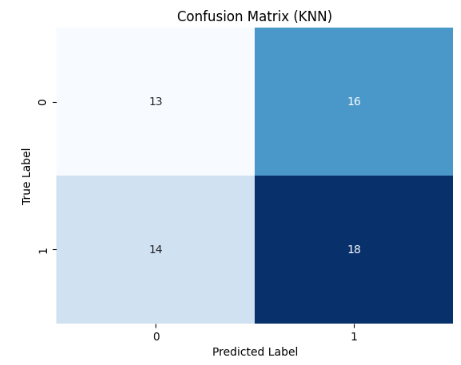 Confusion Matrix (KNN)
True Label
0
13
16
1
14
18
0
1
Predicted Label